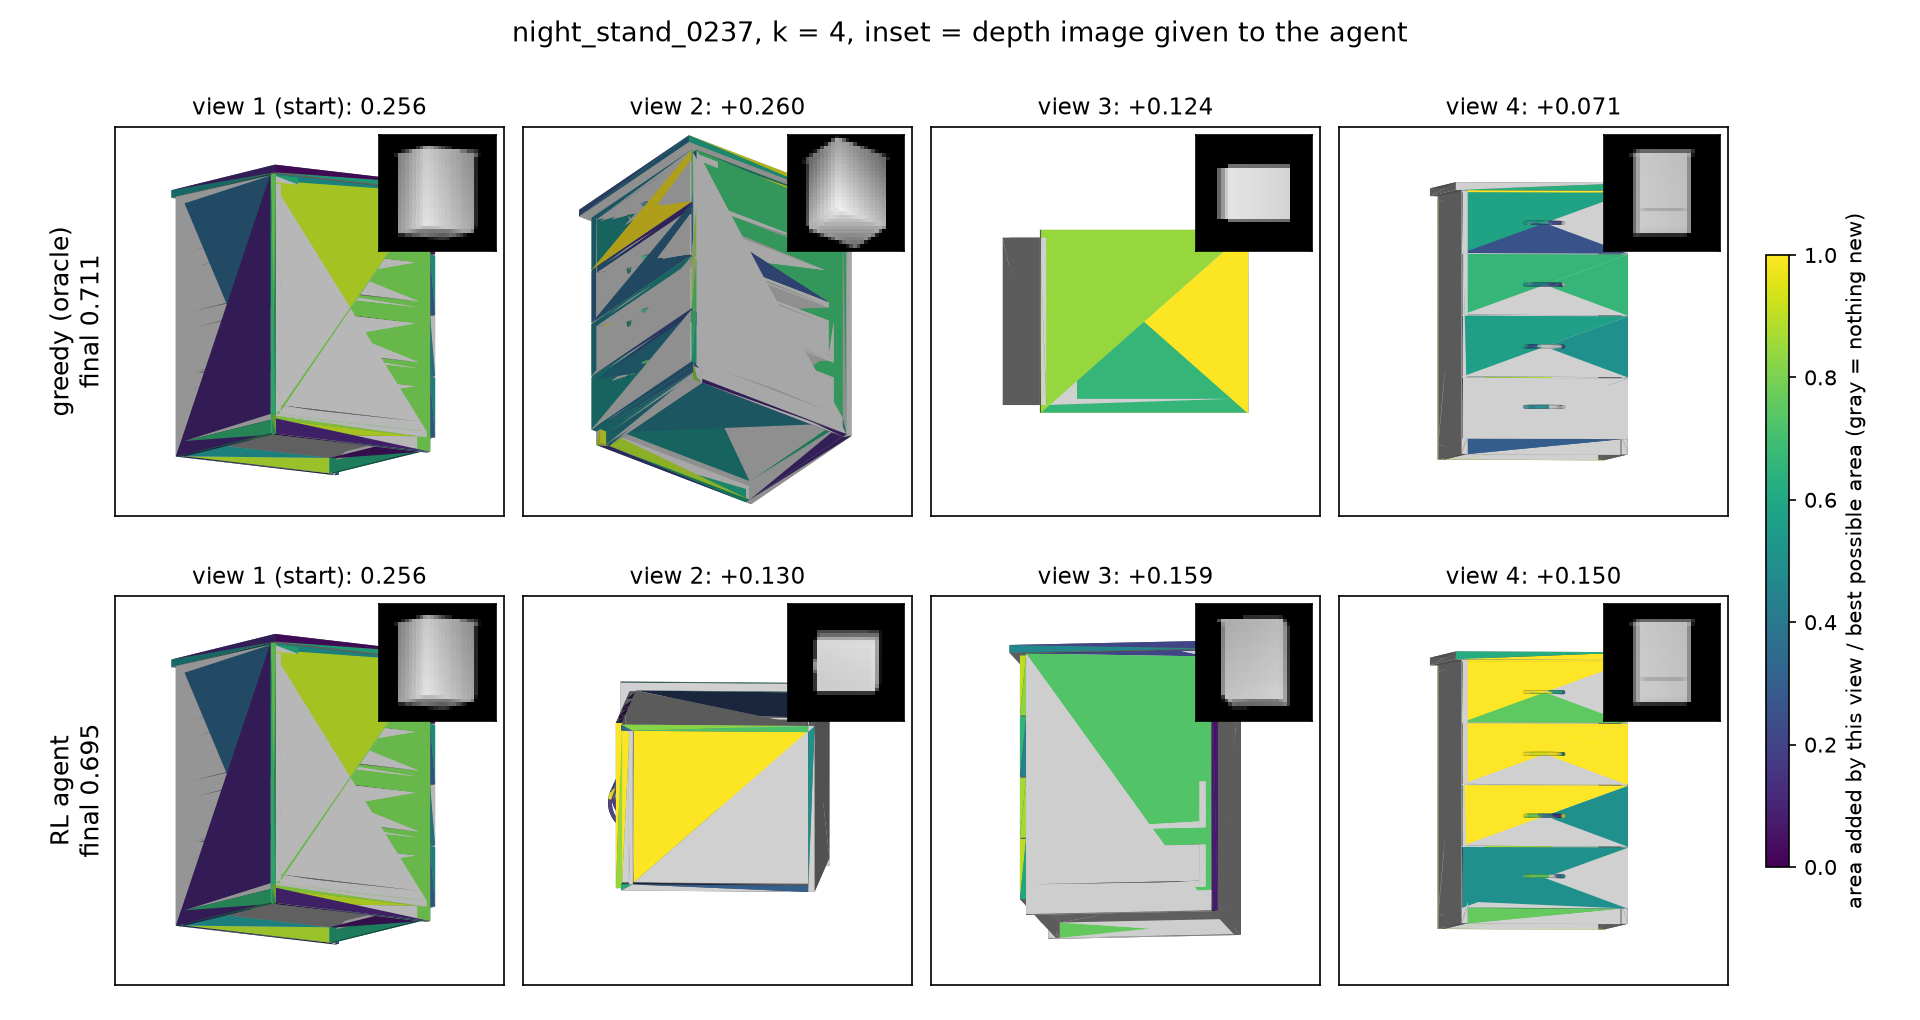 night_stand_0237, k = 4, inset = depth image given to the agent
greedy (oracle)
final 0.711
view 1 (start): 0.256
view 2: +0.260
view 3: +0.124
view 4: +0.071
RL agent
final 0.695
view 1 (start): 0.256
view 2: +0.130
view 3: +0.159
view 4: +0.150
1.0
0.8
0.6
0.4
0.2
0.0
area added by this view / best possible area (gray = nothing new)